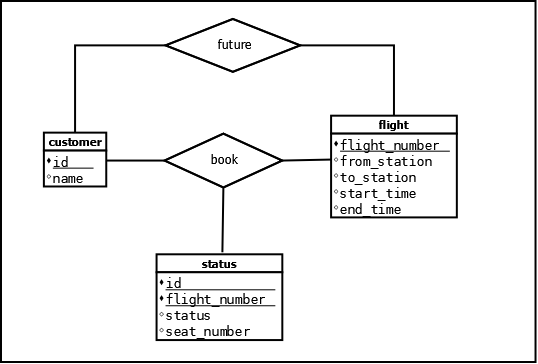 future
customer
id
name
book
flight
flight_number
from_station
to_station
start_time
end_time
status
id
flight_number
status
seat_number